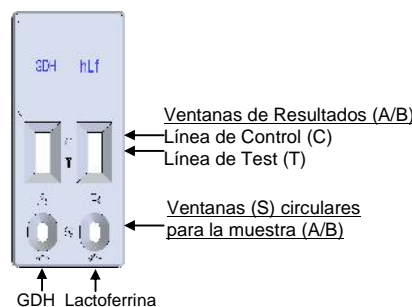 GDH hLf
Ventanas de Resultados (A/B)
C
Línea de Control (C)
T
Línea de Test (T)
A B
Ventanas (S) circulares
S
para la muestra (A/B)
GDH Lactoferrina